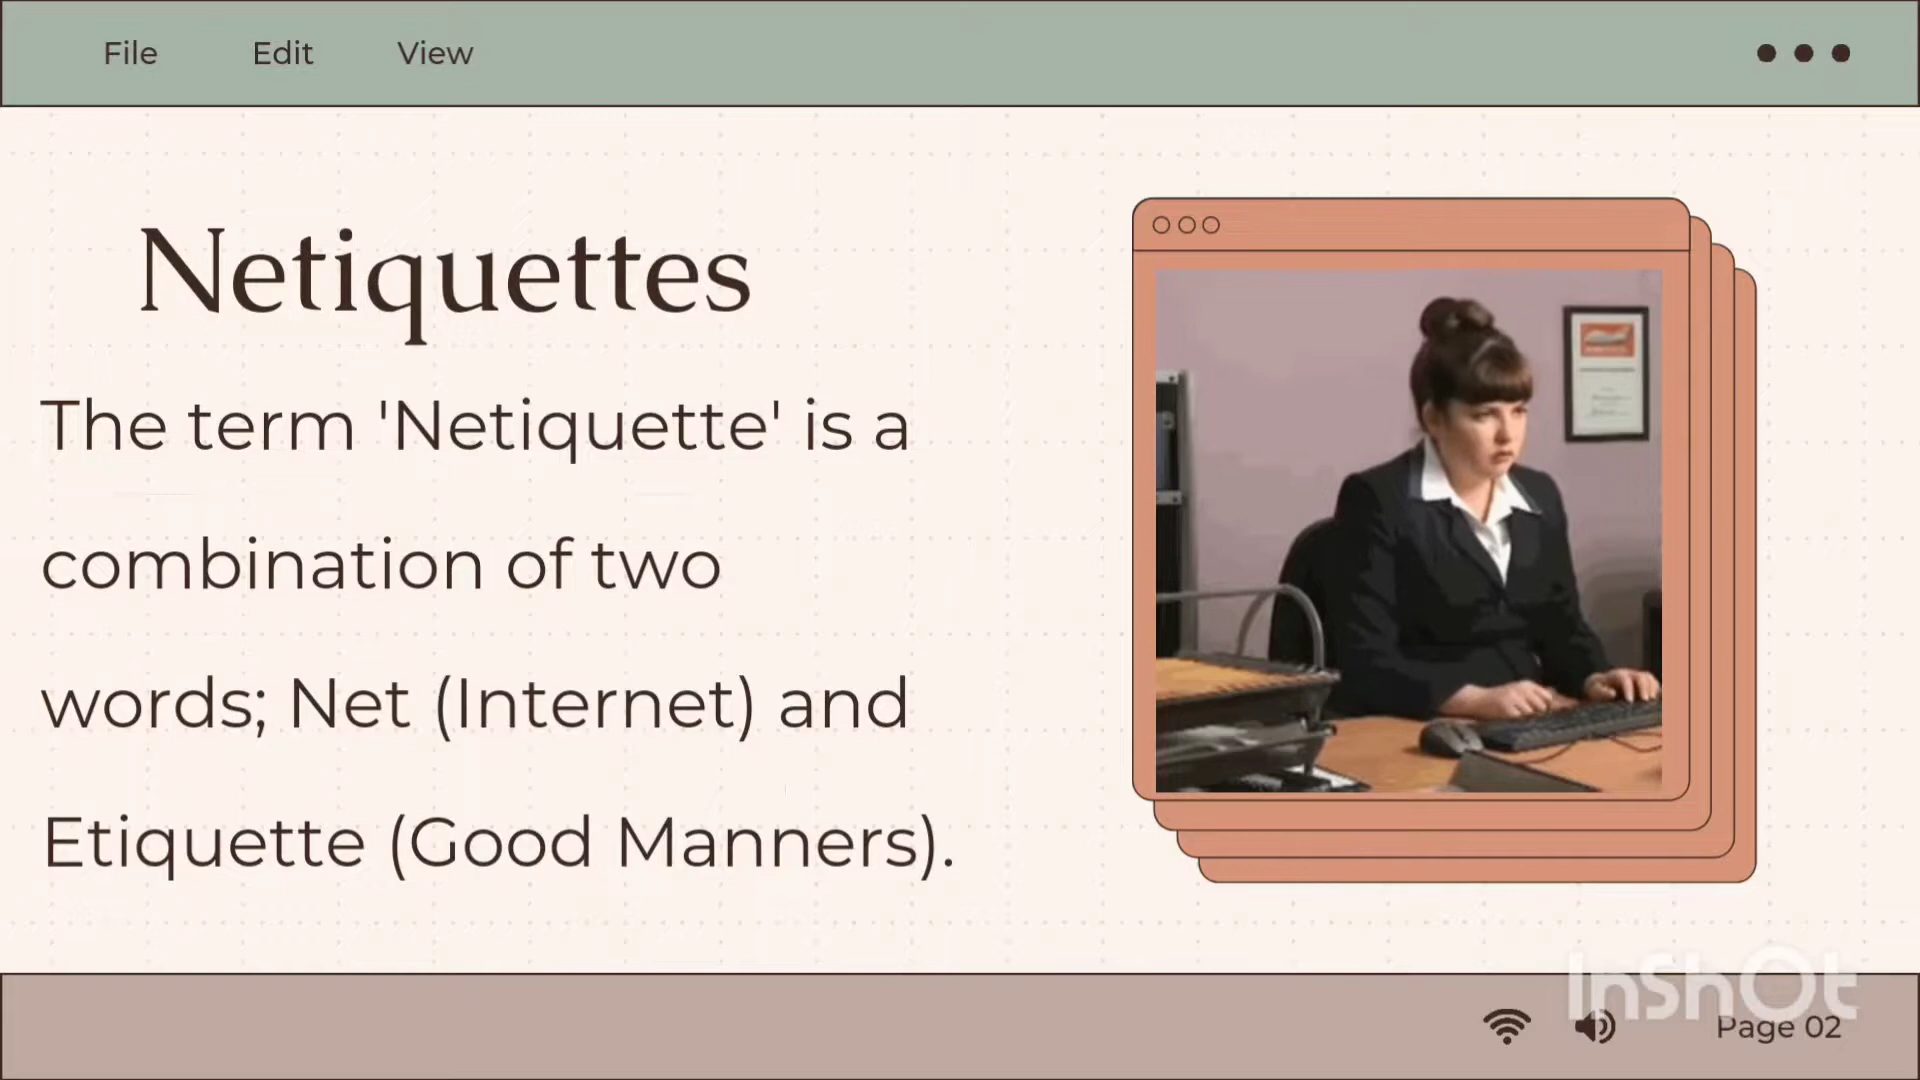 File Edit View
Netiquettes
The term 'Netiquette' is a
combination of two
words; Net (Internet) and
Etiquette (Good Manners).
InShOt
Page 02